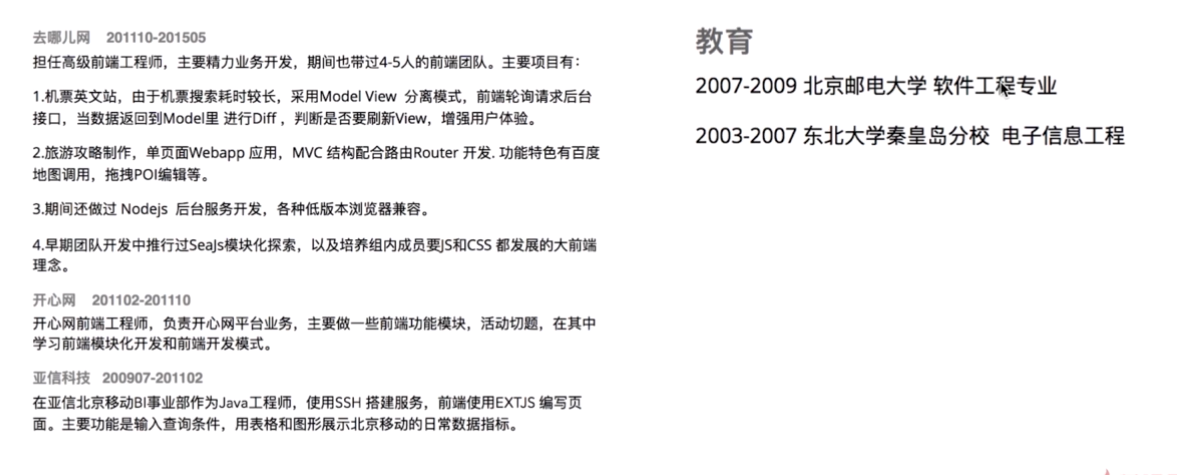 去哪儿网 201110-201505
担任高级前端工程师，主要精力业务开发，期间也带过4-5人的前端团队。主要项目有：
1.机票英文站，由于机票搜索耗时较长，采用Model View 分离模式，前端轮询请求后台
接口，当数据返回到Model里 进行Diff ，判断是否要刷新View，增强用户体验。
2.旅游攻略制作，单页面Webapp 应用，MVC 结构配合路由Router 开发. 功能特色有百度
地图调用，拖拽POI编辑等。
3.期间还做过 Nodejs 后台服务开发，各种低版本浏览器兼容。
4.早期团队开发中推行过SeaJs模块化探索，以及培养组内成员要JS和CSS 都发展的大前端
理念。
开心网 201102-201110
开心网前端工程师，负责开心网平台业务，主要做一些前端功能模块，活动切题，在其中
学习前端模块化开发和前端开发模式。
亚信科技 200907-201102
在亚信北京移动BI事业部作为Java工程师，使用SSH 搭建服务，前端使用EXTJS 编写页
面。主要功能是输入查询条件，用表格和图形展示北京移动的日常数据指标。
教育
2007-2009 北京邮电大学 软件工程专业
2003-2007 东北大学秦皇岛分校 电子信息工程